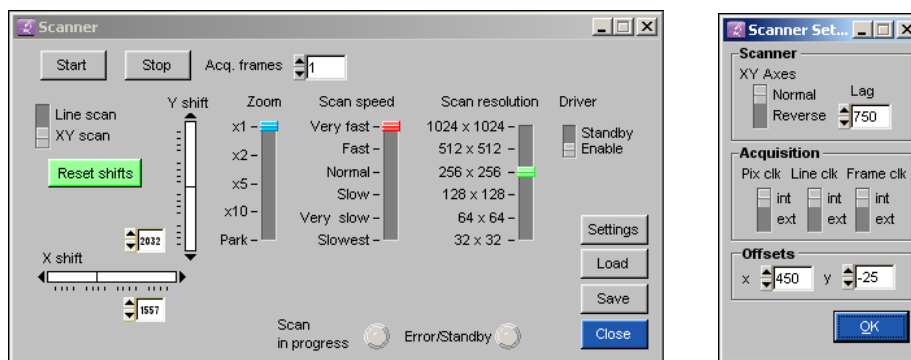 Scanner
Start Stop Acq. frames 1
Line scan
XY scan
Reset shifts
Y shift
2032
X shift
1557
Zoom
x1
x2
x5
x10
Park
Scan speed
Very fast
Fast
Normal
Slow
Very slow
Slowest
Scan resolution
1024 x 1024
512 x 512
256 x 256
128 x 128
64 x 64
32 x 32
Driver
Standby
Enable
Settings
Load
Save
Close
Scan
in progress
Error/Standby
Scanner Set...
Scanner
XY Axes
Normal
Reverse
Lag
750
Acquisition
Pix clk Line clk Frame clk
int int int
ext ext ext
Offsets
x 450 y -25
OK